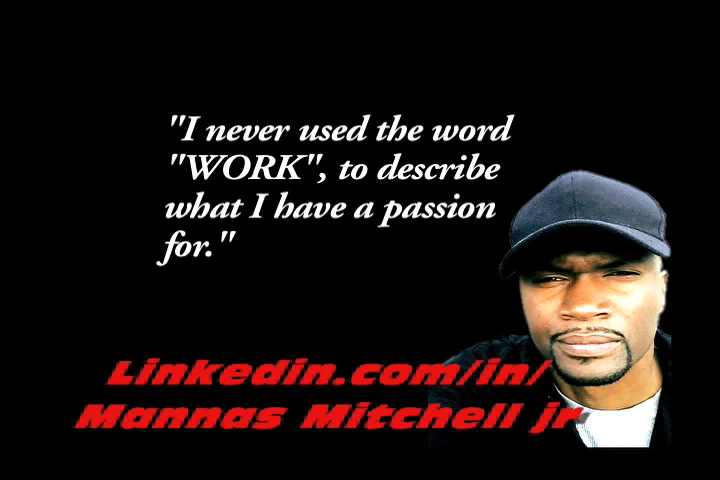 "I never used the word
"WORK", to describe
what I have a passion
for."
Linkedin.com/in/
Mannas Mitchell jr